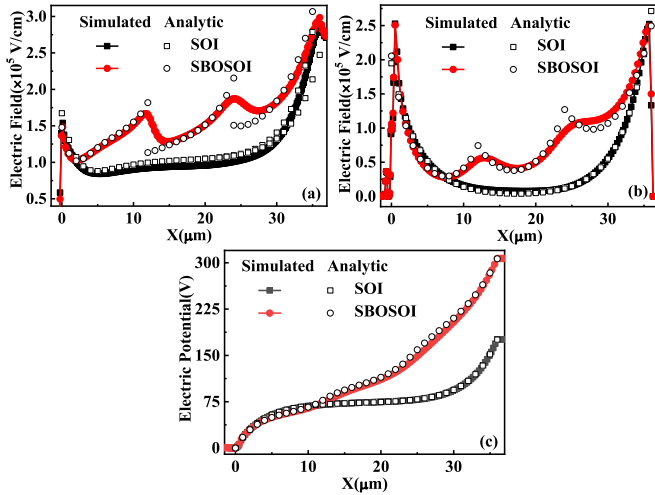 Simulated Analytic
SOI
SBOSOI
Electric Field(×10⁵ V/cm)
3.0
2.5
2.0
1.5
1.0
0.5
(a)
0 10 20 30
X(μm)
Simulated Analytic
SOI
SBOSOI
Electric Field(×10⁵ V/cm)
2.5
2.0
1.5
1.0
0.5
0.0
(b)
0 10 20 30
X(μm)
Simulated Analytic
SOI
SBOSOI
Electric Potential(V)
300
225
150
75
0
(c)
0 10 20 30
X(μm)